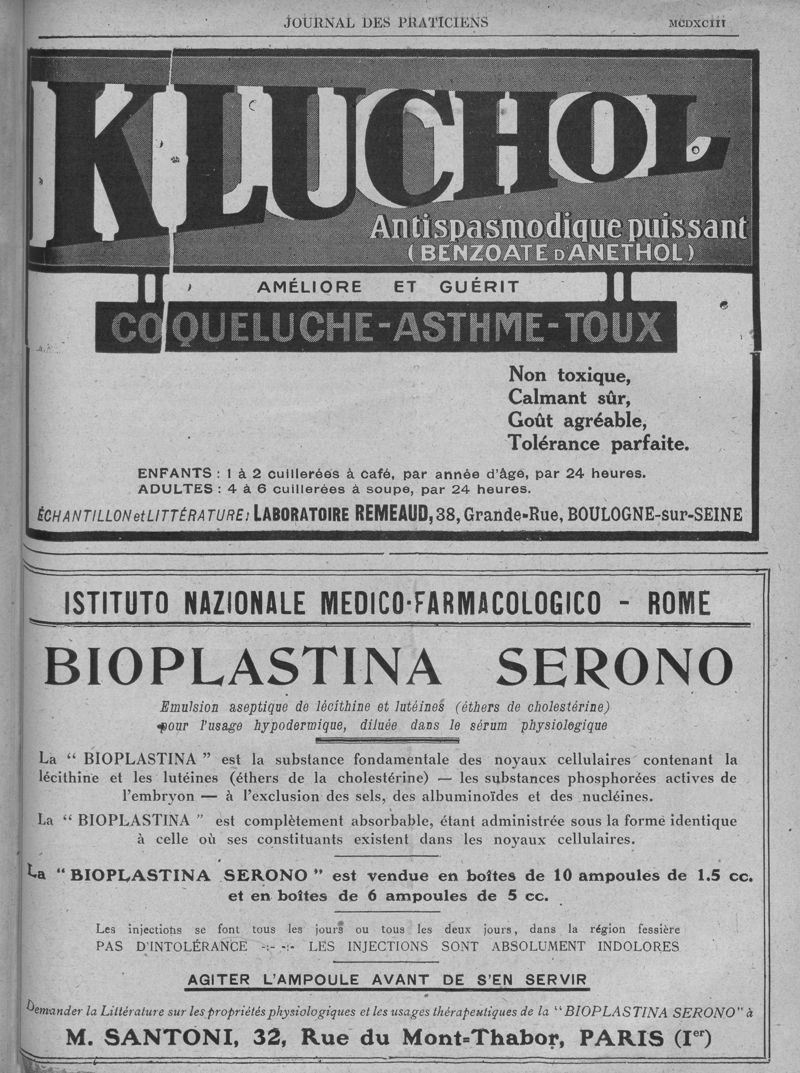 JOURNAL DES PRATICIENS MCDXCIII
KLUCHOL
Antispasmodique puissant
(BENZOATE D'ANETHOL)
AMÉLIORE ET GUÉRIT
COQUELUCHE-ASTHME-TOUX
Non toxique,
Calmant sûr,
Goût agréable,
Tolérance parfaite.
ENFANTS : 1 à 2 cuillerées à café, par année d'âge, par 24 heures.
ADULTES : 4 à 6 cuillerées à soupe, par 24 heures.
ÉCHANTILLON et LITTÉRATURE: LABORATOIRE REMEAUD, 38, Grande-Rue, BOULOGNE-sur-SEINE
ISTITUTO NAZIONALE MEDICO-FARMACOLOGICO - ROME
BIOPLASTINA SERONO
Emulsion aseptique de lécithine et lutéines (éthers de cholestérine)
pour l'usage hypodermique, diluée dans le sérum physiologique
La “ BIOPLASTINA ” est la substance fondamentale des noyaux cellulaires contenant la
lécithine et les lutéines (éthers de la cholestérine) — les substances phosphorées actives de
l'embryon — à l'exclusion des sels, des albuminoïdes et des nucléines.
La “ BIOPLASTINA ” est complètement absorbable, étant administrée sous la forme identique
à celle où ses constituants existent dans les noyaux cellulaires.
La “ BIOPLASTINA SERONO ” est vendue en boîtes de 10 ampoules de 1.5 cc.
et en boîtes de 6 ampoules de 5 cc.
Les injections se font tous les jours ou tous les deux jours, dans la région fessière
PAS D'INTOLÉRANCE -:- -:- LES INJECTIONS SONT ABSOLUMENT INDOLORES
AGITER L'AMPOULE AVANT DE S'EN SERVIR
Demander la Littérature sur les propriétés physiologiques et les usages thérapeutiques de la “BIOPLASTINA SERONO” à
M. SANTONI, 32, Rue du Mont-Thabor, PARIS (Ier)